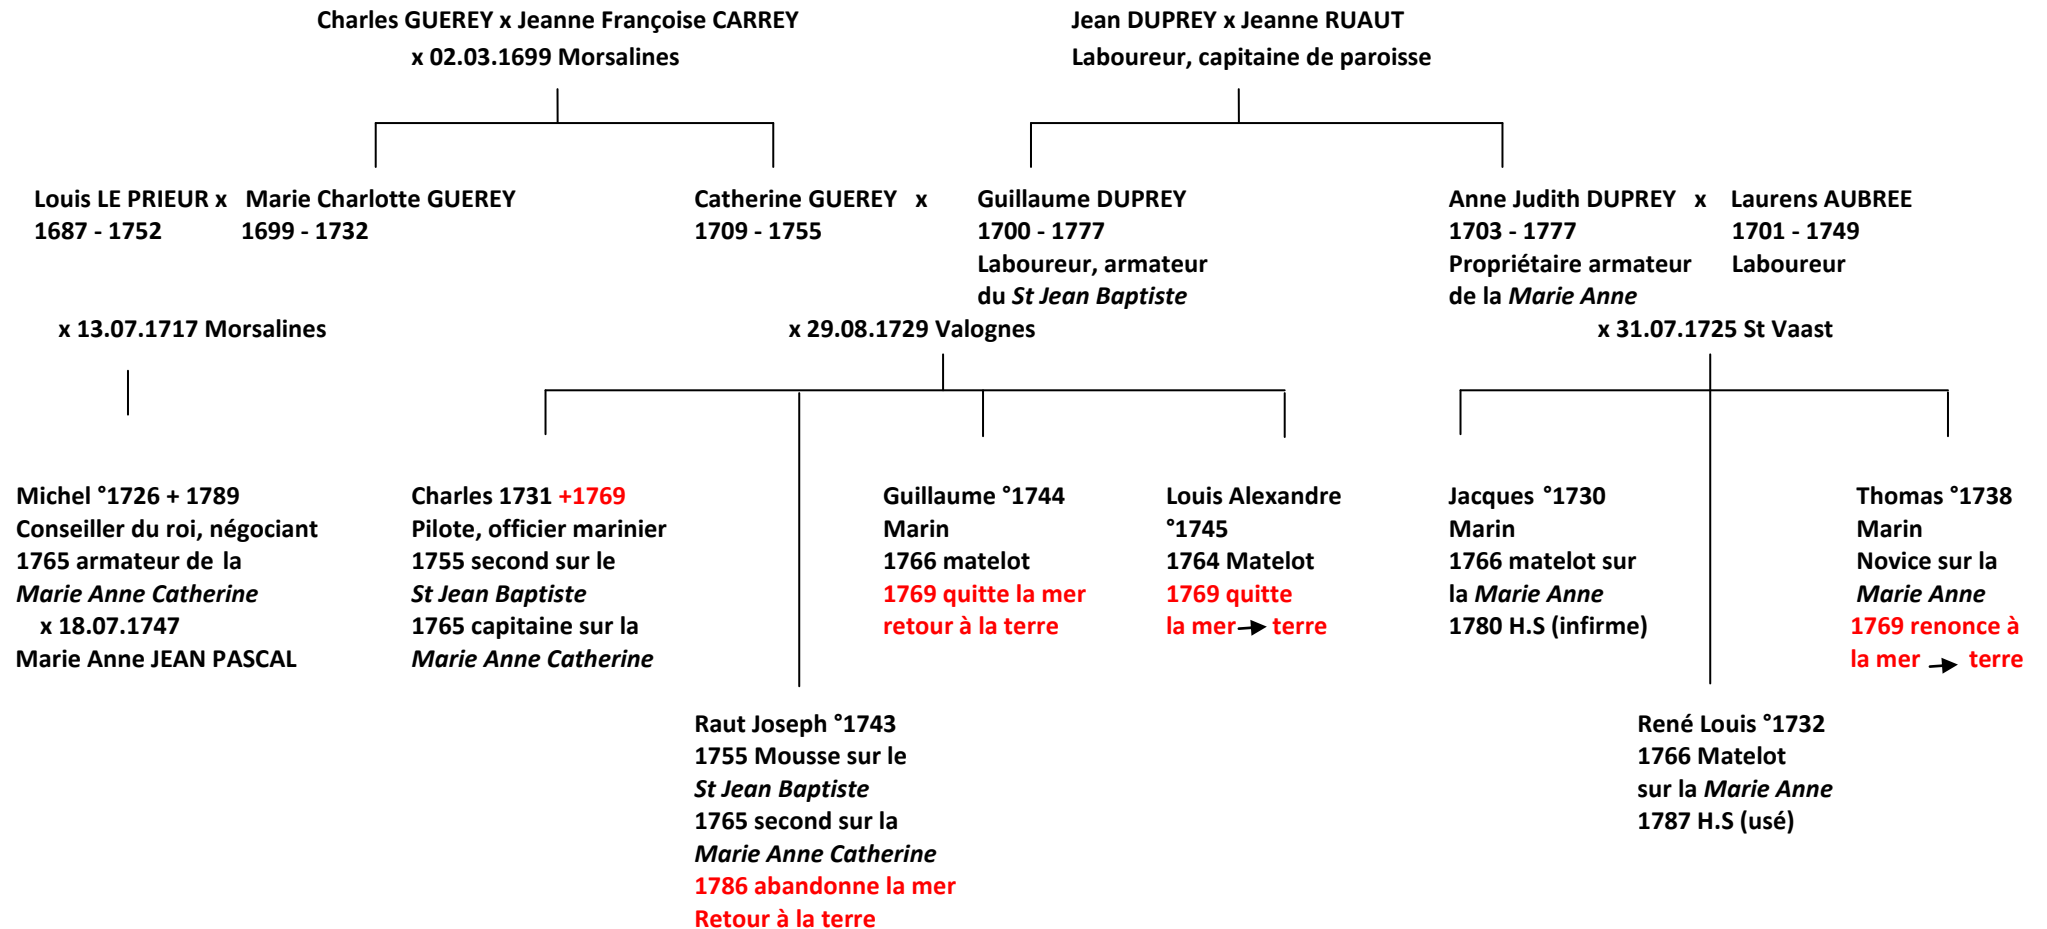 Charles GUEREY x Jeanne Françoise CARREY
x 02.03.1699 Morsalines
Jean DUPREY x Jeanne RUAUT
Laboureur, capitaine de paroisse
Louis LE PRIEUR x Marie Charlotte GUEREY
1687 - 1752 1699 - 1732
x 13.07.1717 Morsalines
Catherine GUEREY x
1709 - 1755
Guillaume DUPREY
1700 - 1777
Laboureur, armateur
du St Jean Baptiste
x 29.08.1729 Valognes
Anne Judith DUPREY x
1703 - 1777
Propriétaire armateur
de la Marie Anne
Laurens AUBREE
1701 - 1749
Laboureur
x 31.07.1725 St Vaast
Michel °1726 + 1789
Conseiller du roi, négociant
1765 armateur de la
Marie Anne Catherine
x 18.07.1747
Marie Anne JEAN PASCAL
Charles 1731 +1769
Pilote, officier marinier
1755 second sur le
St Jean Baptiste
1765 capitaine sur la
Marie Anne Catherine
Raut Joseph °1743
1755 Mousse sur le
St Jean Baptiste
1765 second sur la
Marie Anne Catherine
1786 abandonne la mer
Retour à la terre
Guillaume °1744
Marin
1766 matelot
1769 quitte la mer
retour à la terre
Louis Alexandre
°1745
1764 Matelot
1769 quitte
la mer → terre
Jacques °1730
Marin
1766 matelot sur
la Marie Anne
1780 H.S (infirme)
René Louis °1732
1766 Matelot
sur la Marie Anne
1787 H.S (usé)
Thomas °1738
Marin
Novice sur la
Marie Anne
1769 renonce à
la mer → terre